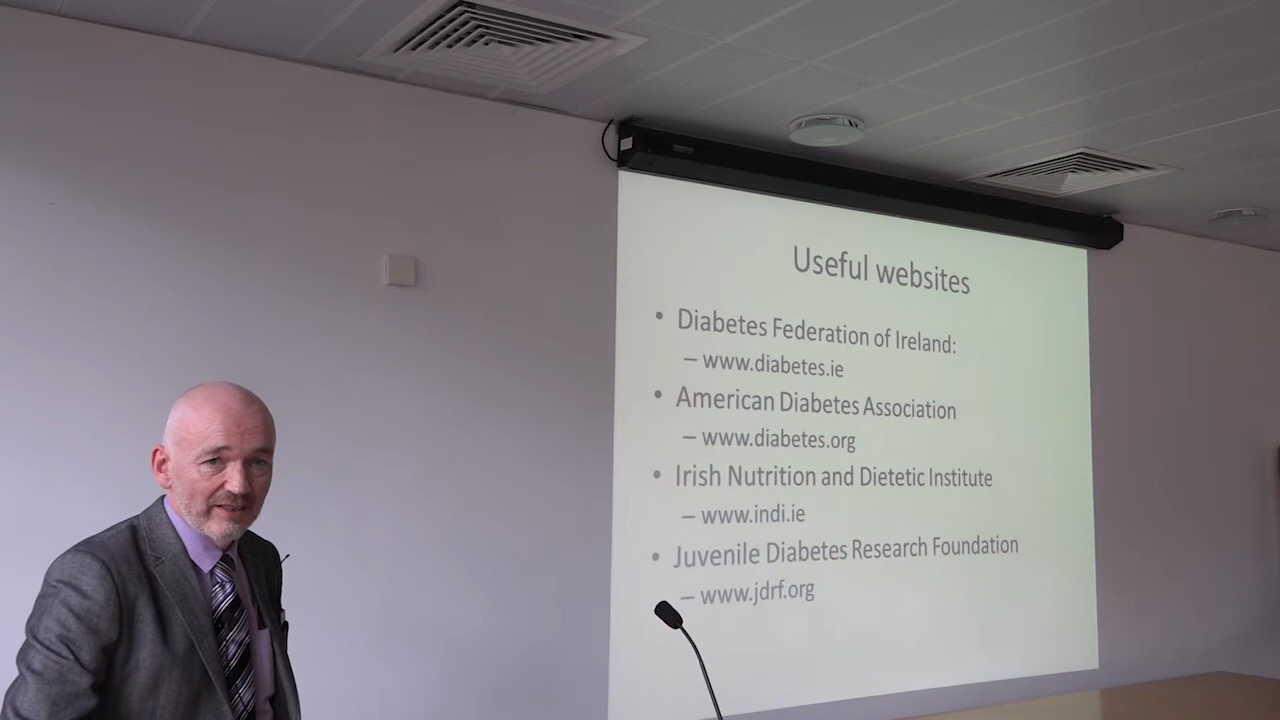 Useful websites
• Diabetes Federation of Ireland:
– www.diabetes.ie
• American Diabetes Association
– www.diabetes.org
• Irish Nutrition and Dietetic Institute
– www.indi.ie
• Juvenile Diabetes Research Foundation
– www.jdrf.org